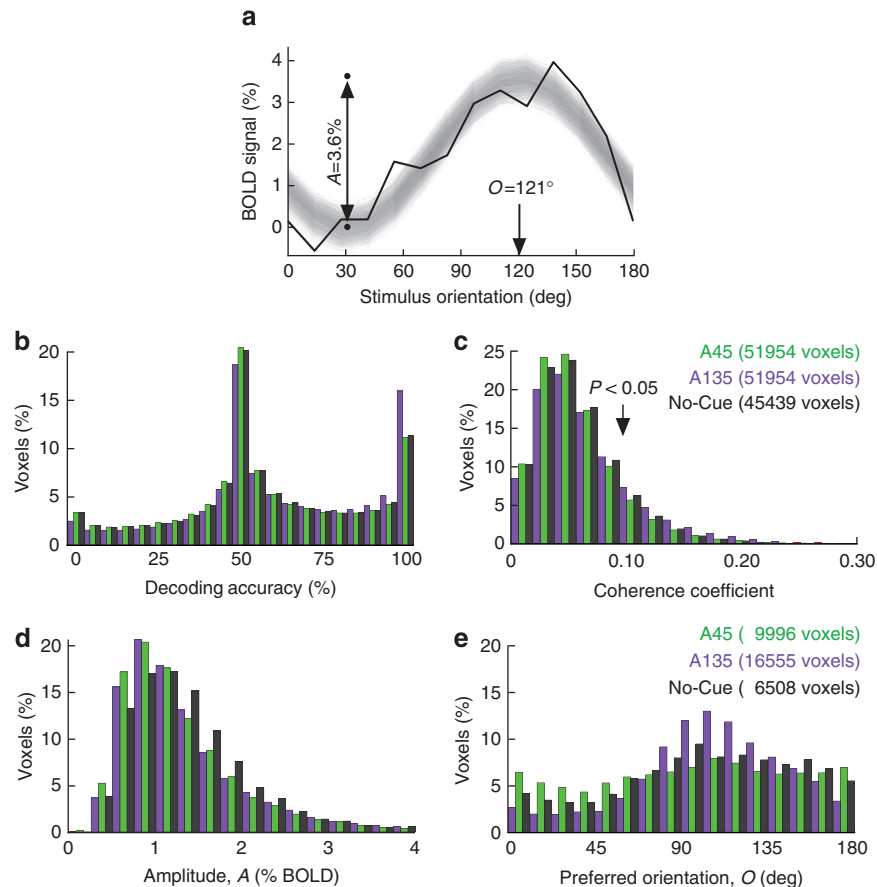 a
BOLD signal (%)
4
3
2
1
0
A=3.6%
O=121°
0 30 60 90 120 150 180
Stimulus orientation (deg)
b
Voxels (%)
20
15
10
5
0
0 25 50 75 100
Decoding accuracy (%)
c
Voxels (%)
25
20
15
10
5
0
A45 (51954 voxels)
A135 (51954 voxels)
No-Cue (45439 voxels)
P < 0.05
0 0.10 0.20 0.30
Coherence coefficient
d
Voxels (%)
20
15
10
5
0
0 1 2 3 4
Amplitude, A (% BOLD)
e
Voxels (%)
20
15
10
5
0
A45 ( 9996 voxels)
A135 (16555 voxels)
No-Cue ( 6508 voxels)
0 45 90 135 180
Preferred orientation, O (deg)